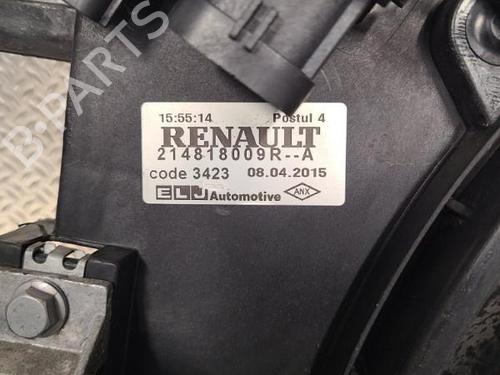 15:55:14 Postul 4
RENAULT
214818009R--A
code 3423 08.04.2015
ELJ Automotive ANX
B-PARTS